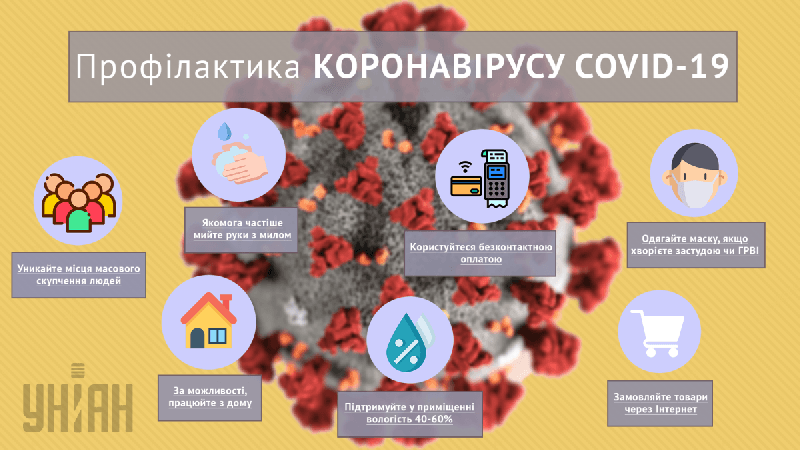 Профілактика КОРОНАВІРУСУ COVID-19
Якомога частіше
мийте руки з милом
Користуйтеся безконтактною
оплатою
Одягайте маску, якщо
хворієте застудою чи ГРВІ
Уникайте місця масового
скупчення людей
За можливості,
працюйте з дому
Підтримуйте у приміщенні
вологість 40-60%
Замовляйте товари
через Інтернет
УНІАН